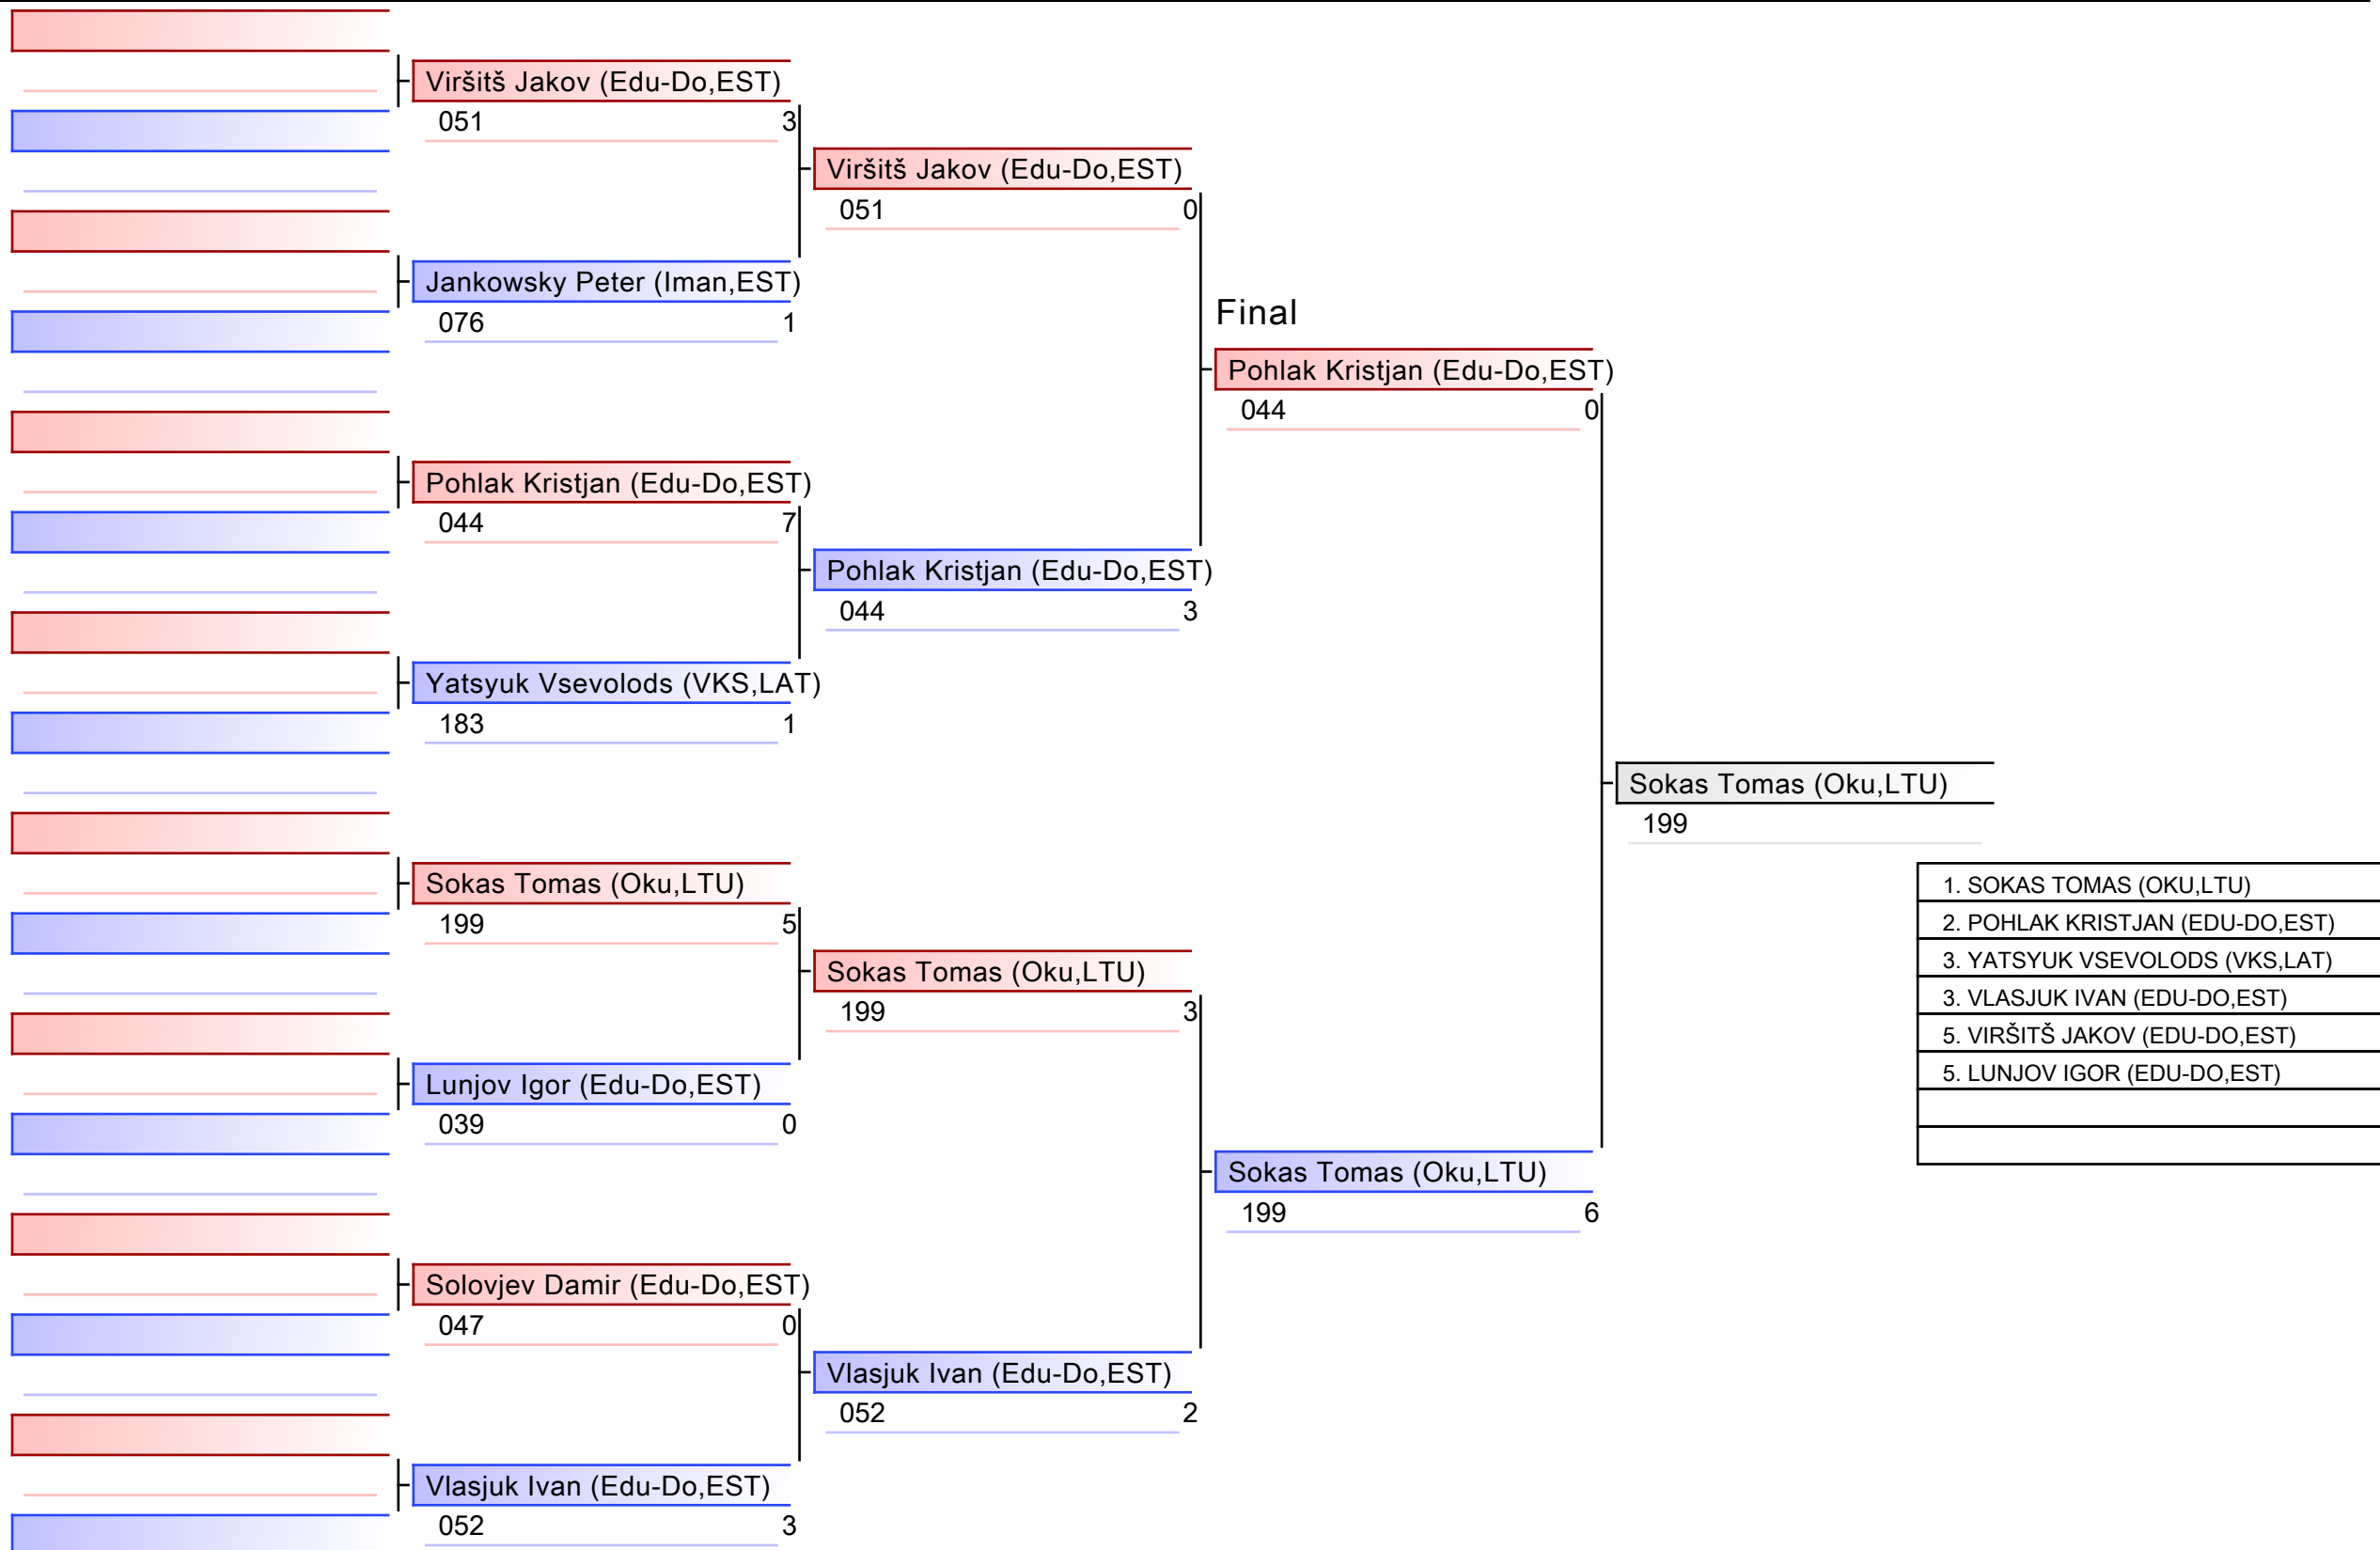 Viršitš Jakov (Edu-Do,EST)
051 3
Jankowsky Peter (Iman,EST)
076 1
Pohlak Kristjan (Edu-Do,EST)
044 7
Yatsyuk Vsevolods (VKS,LAT)
183 1
Sokas Tomas (Oku,LTU)
199 5
Lunjov Igor (Edu-Do,EST)
039 0
Solovjev Damir (Edu-Do,EST)
047 0
Vlasjuk Ivan (Edu-Do,EST)
052 3
Viršitš Jakov (Edu-Do,EST)
051 0
Pohlak Kristjan (Edu-Do,EST)
044 3
Sokas Tomas (Oku,LTU)
199 3
Vlasjuk Ivan (Edu-Do,EST)
052 2
Final
Pohlak Kristjan (Edu-Do,EST)
044 0
Sokas Tomas (Oku,LTU)
199 6
Sokas Tomas (Oku,LTU)
199
1. SOKAS TOMAS (OKU,LTU)
2. POHLAK KRISTJAN (EDU-DO,EST)
3. YATSYUK VSEVOLODS (VKS,LAT)
3. VLASJUK IVAN (EDU-DO,EST)
5. VIRŠITŠ JAKOV (EDU-DO,EST)
5. LUNJOV IGOR (EDU-DO,EST)